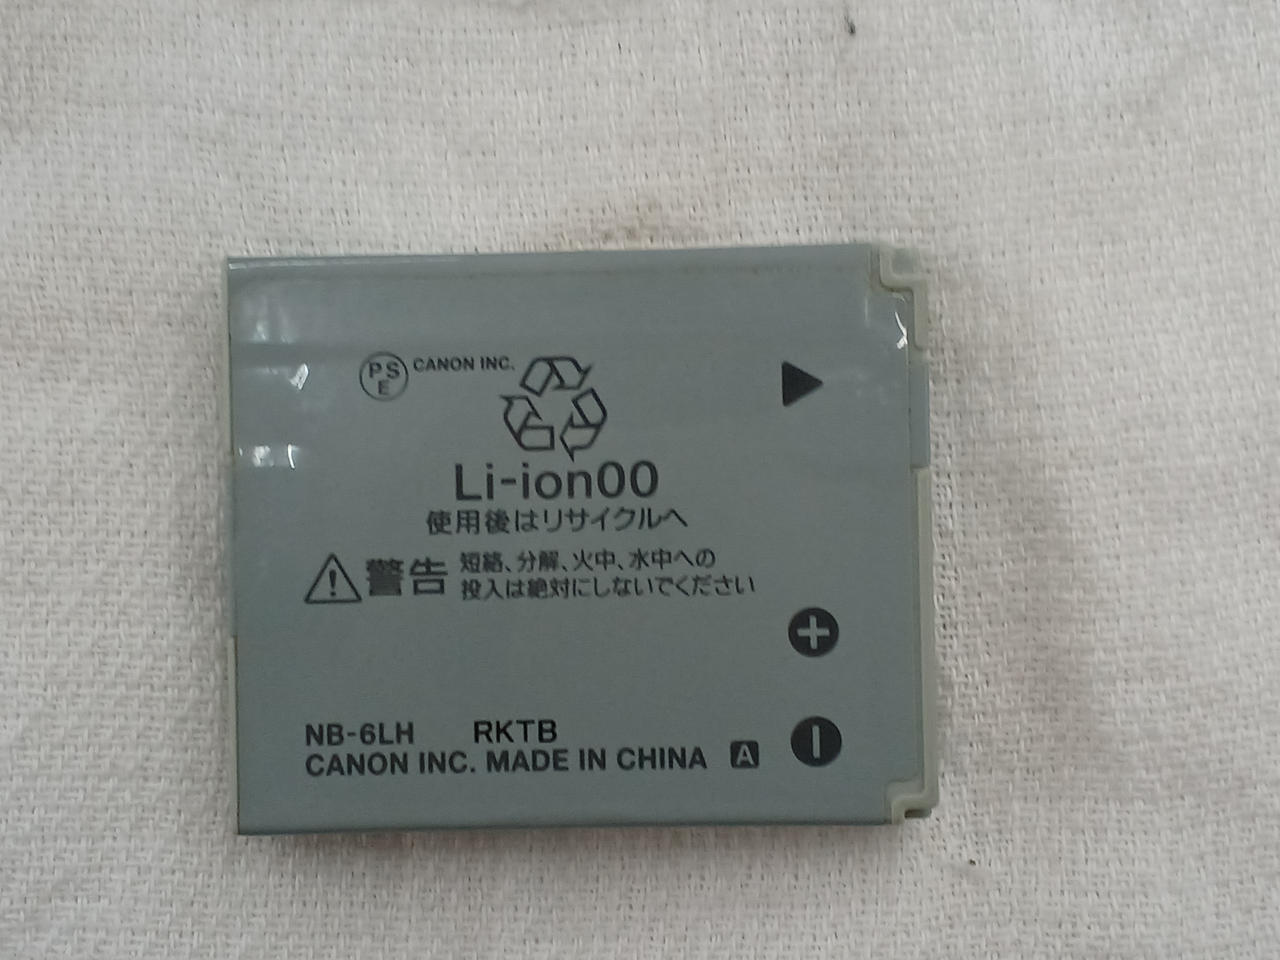 PSE CANON INC.
Li-ion00
使用後はリサイクルへ
警告 短絡、分解、火中、水中への
投入は絶対にしないでください
NB-6LH RKTB
CANON INC. MADE IN CHINA A